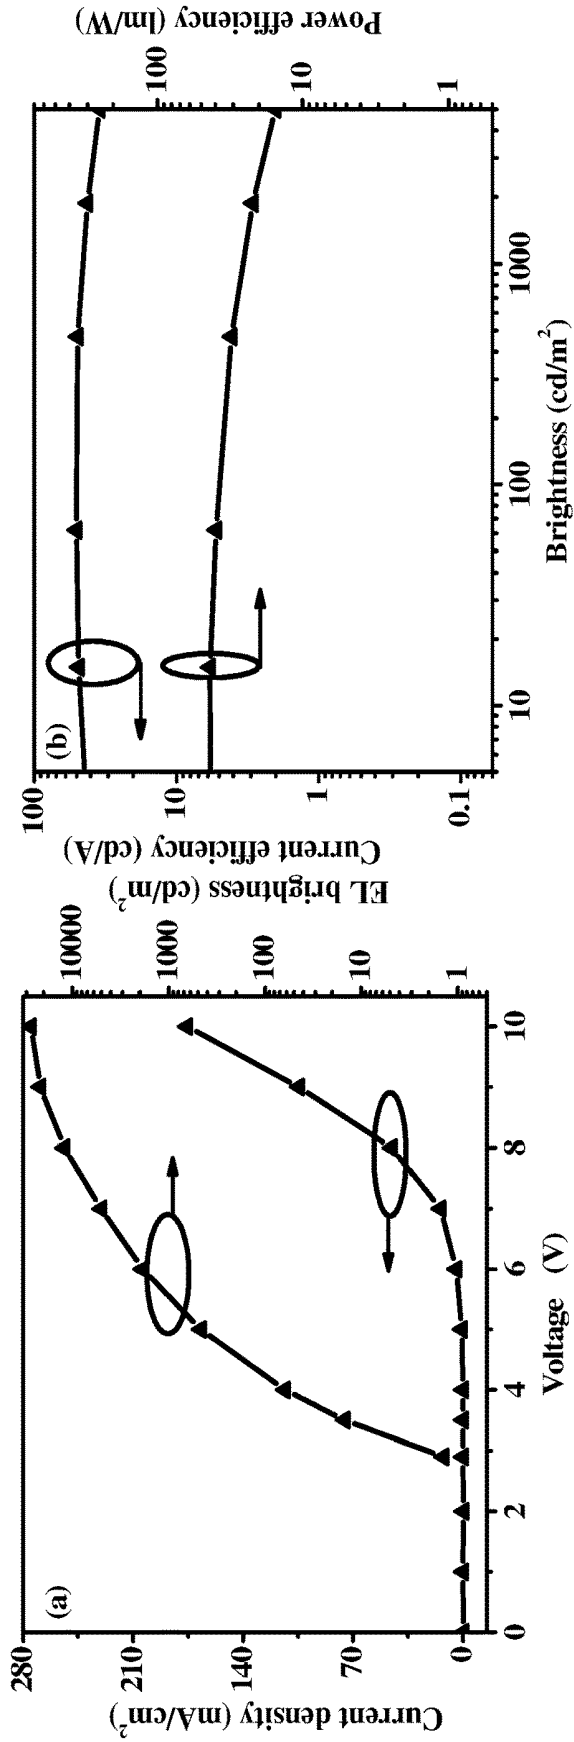 (a)
Current density (mA/cm²)
280
210
140
70
0
0 2 4 6 8 10
Voltage (V)
10000
1000
100
10
1
EL brightness (cd/m²)
(b)
Current efficiency (cd/A)
100
10
1
0.1
10 100 1000
Brightness (cd/m²)
100
10
1
Power efficiency (lm/W)